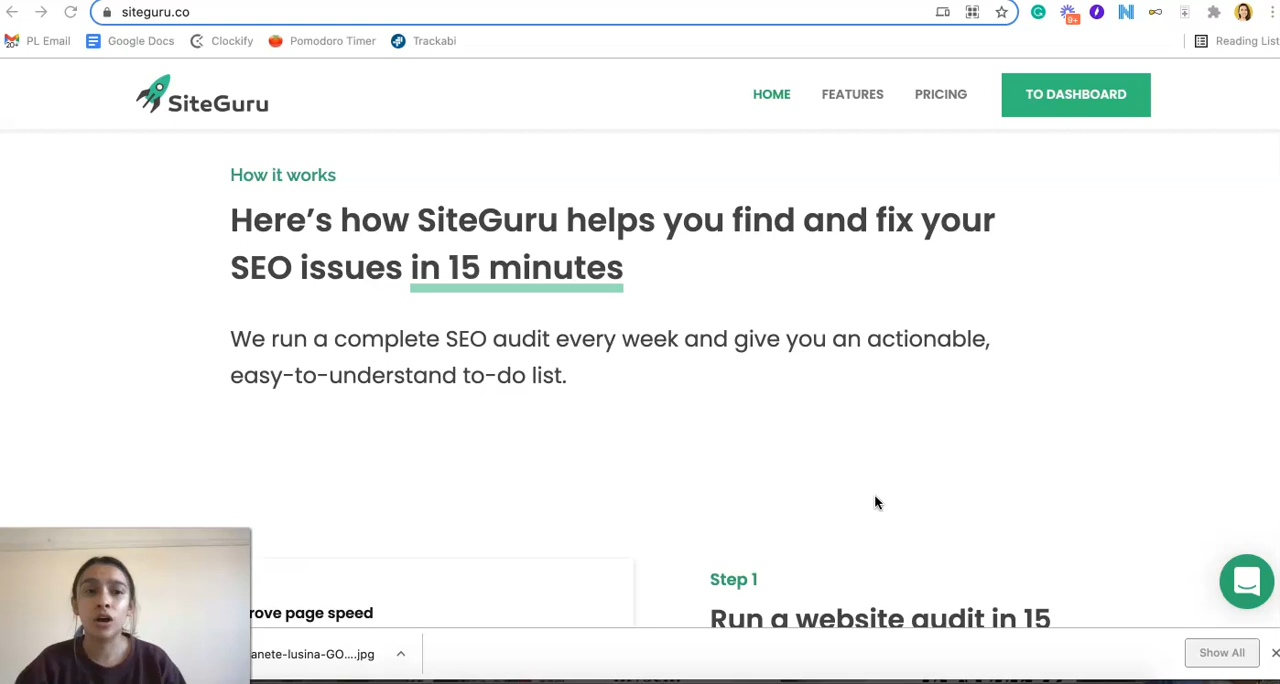 siteguru.co
9+
20+ PL Email
Google Docs
Clockify
Pomodoro Timer
Trackabi
Reading List
SiteGuru
HOME
FEATURES
PRICING
TO DASHBOARD
How it works
Here's how SiteGuru helps you find and fix your
SEO issues in 15 minutes
We run a complete SEO audit every week and give you an actionable,
easy-to-understand to-do list.
Step 1
rove page speed
Run a website audit in 15
anete-lusina-GO....jpg
Show All